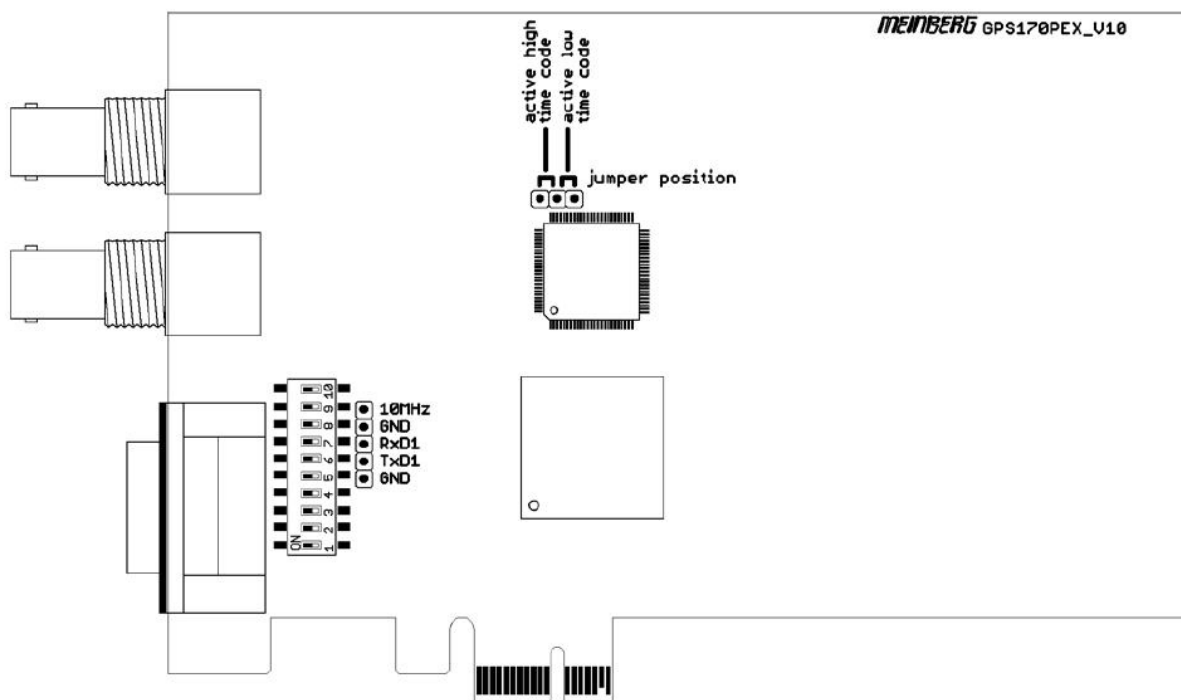 MEINBERG GPS170PEX_V10
active high
time code
active low
time code
jumper position
10
9
8
7
6
5
4
3
2
1
ON
10MHz
GND
RxD1
TxD1
GND